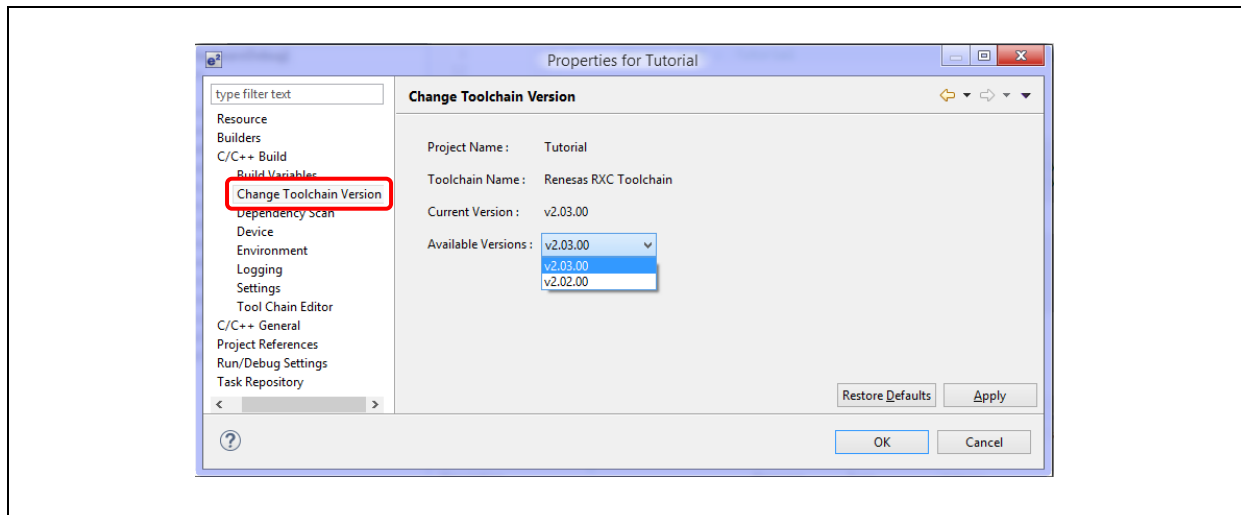 e²
Properties for Tutorial
type filter text
Change Toolchain Version
Resource
Builders
C/C++ Build
Build Variables
Change Toolchain Version
Dependency Scan
Device
Environment
Logging
Settings
Tool Chain Editor
C/C++ General
Project References
Run/Debug Settings
Task Repository
Project Name : Tutorial
Toolchain Name : Renesas RXC Toolchain
Current Version : v2.03.00
Available Versions : v2.03.00
v2.03.00
v2.02.00
Restore Defaults Apply
? OK Cancel